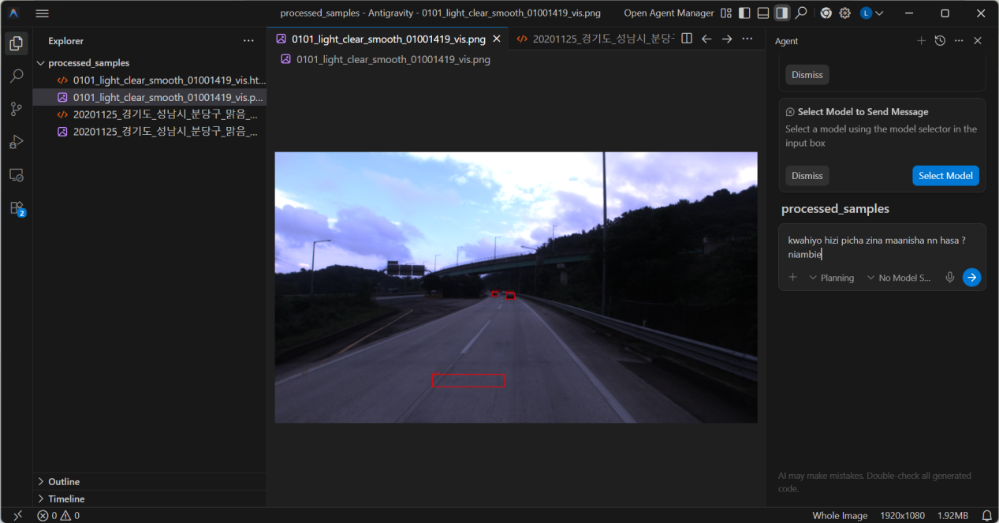 processed_samples - Antigravity - 0101_light_clear_smooth_01001419_vis.png
Open Agent Manager
L
Explorer
processed_samples
0101_light_clear_smooth_01001419_vis.ht...
0101_light_clear_smooth_01001419_vis.p...
20201125_경기도_성남시_분당구_맑음_...
20201125_경기도_성남시_분당구_맑음_...
2
Outline
Timeline
0101_light_clear_smooth_01001419_vis.png
20201125_경기도_성남시_분당
0101_light_clear_smooth_01001419_vis.png
Agent
Dismiss
Select Model to Send Message
Select a model using the model selector in the
input box
Dismiss
Select Model
processed_samples
kwahiyo hizi picha zina maanisha nn hasa ?
niambie
Planning
No Model S...
AI may make mistakes. Double-check all generated
code.
0
0
Whole Image
1920x1080
1.92MB